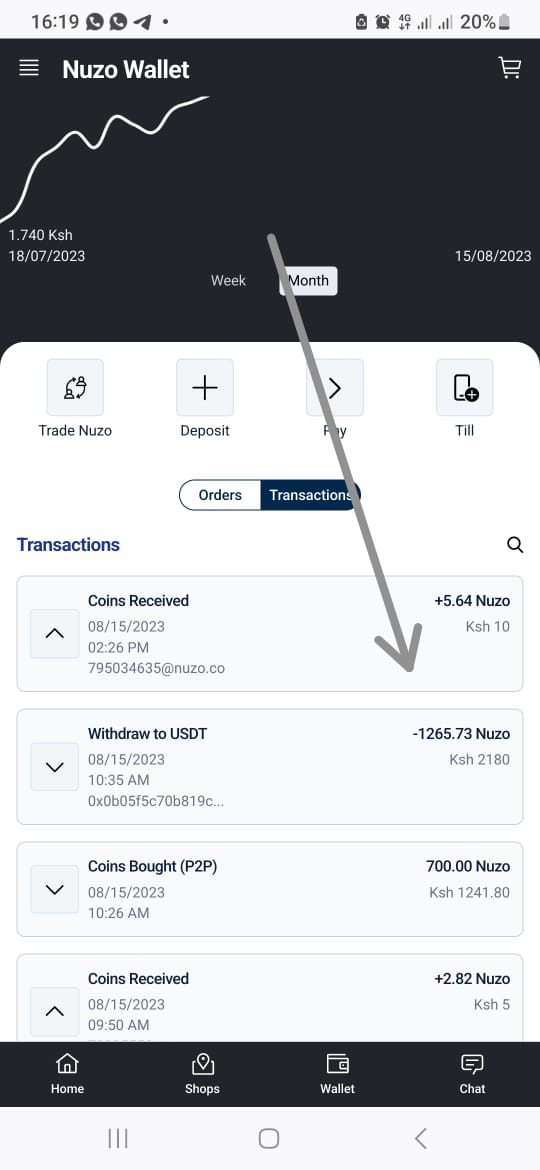 16:19
4G
20%
Nuzo Wallet
1.740 Ksh
18/07/2023
15/08/2023
Week
Month
Trade Nuzo
Deposit
Pay
Till
Orders
Transactions
Transactions
Coins Received
+5.64 Nuzo
08/15/2023
Ksh 10
02:26 PM
795034635@nuzo.co
Withdraw to USDT
-1265.73 Nuzo
08/15/2023
Ksh 2180
10:35 AM
0x0b05f5c70b819c...
Coins Bought (P2P)
700.00 Nuzo
08/15/2023
Ksh 1241.80
10:26 AM
Coins Received
+2.82 Nuzo
08/15/2023
Ksh 5
09:50 AM
Home
Shops
Wallet
Chat